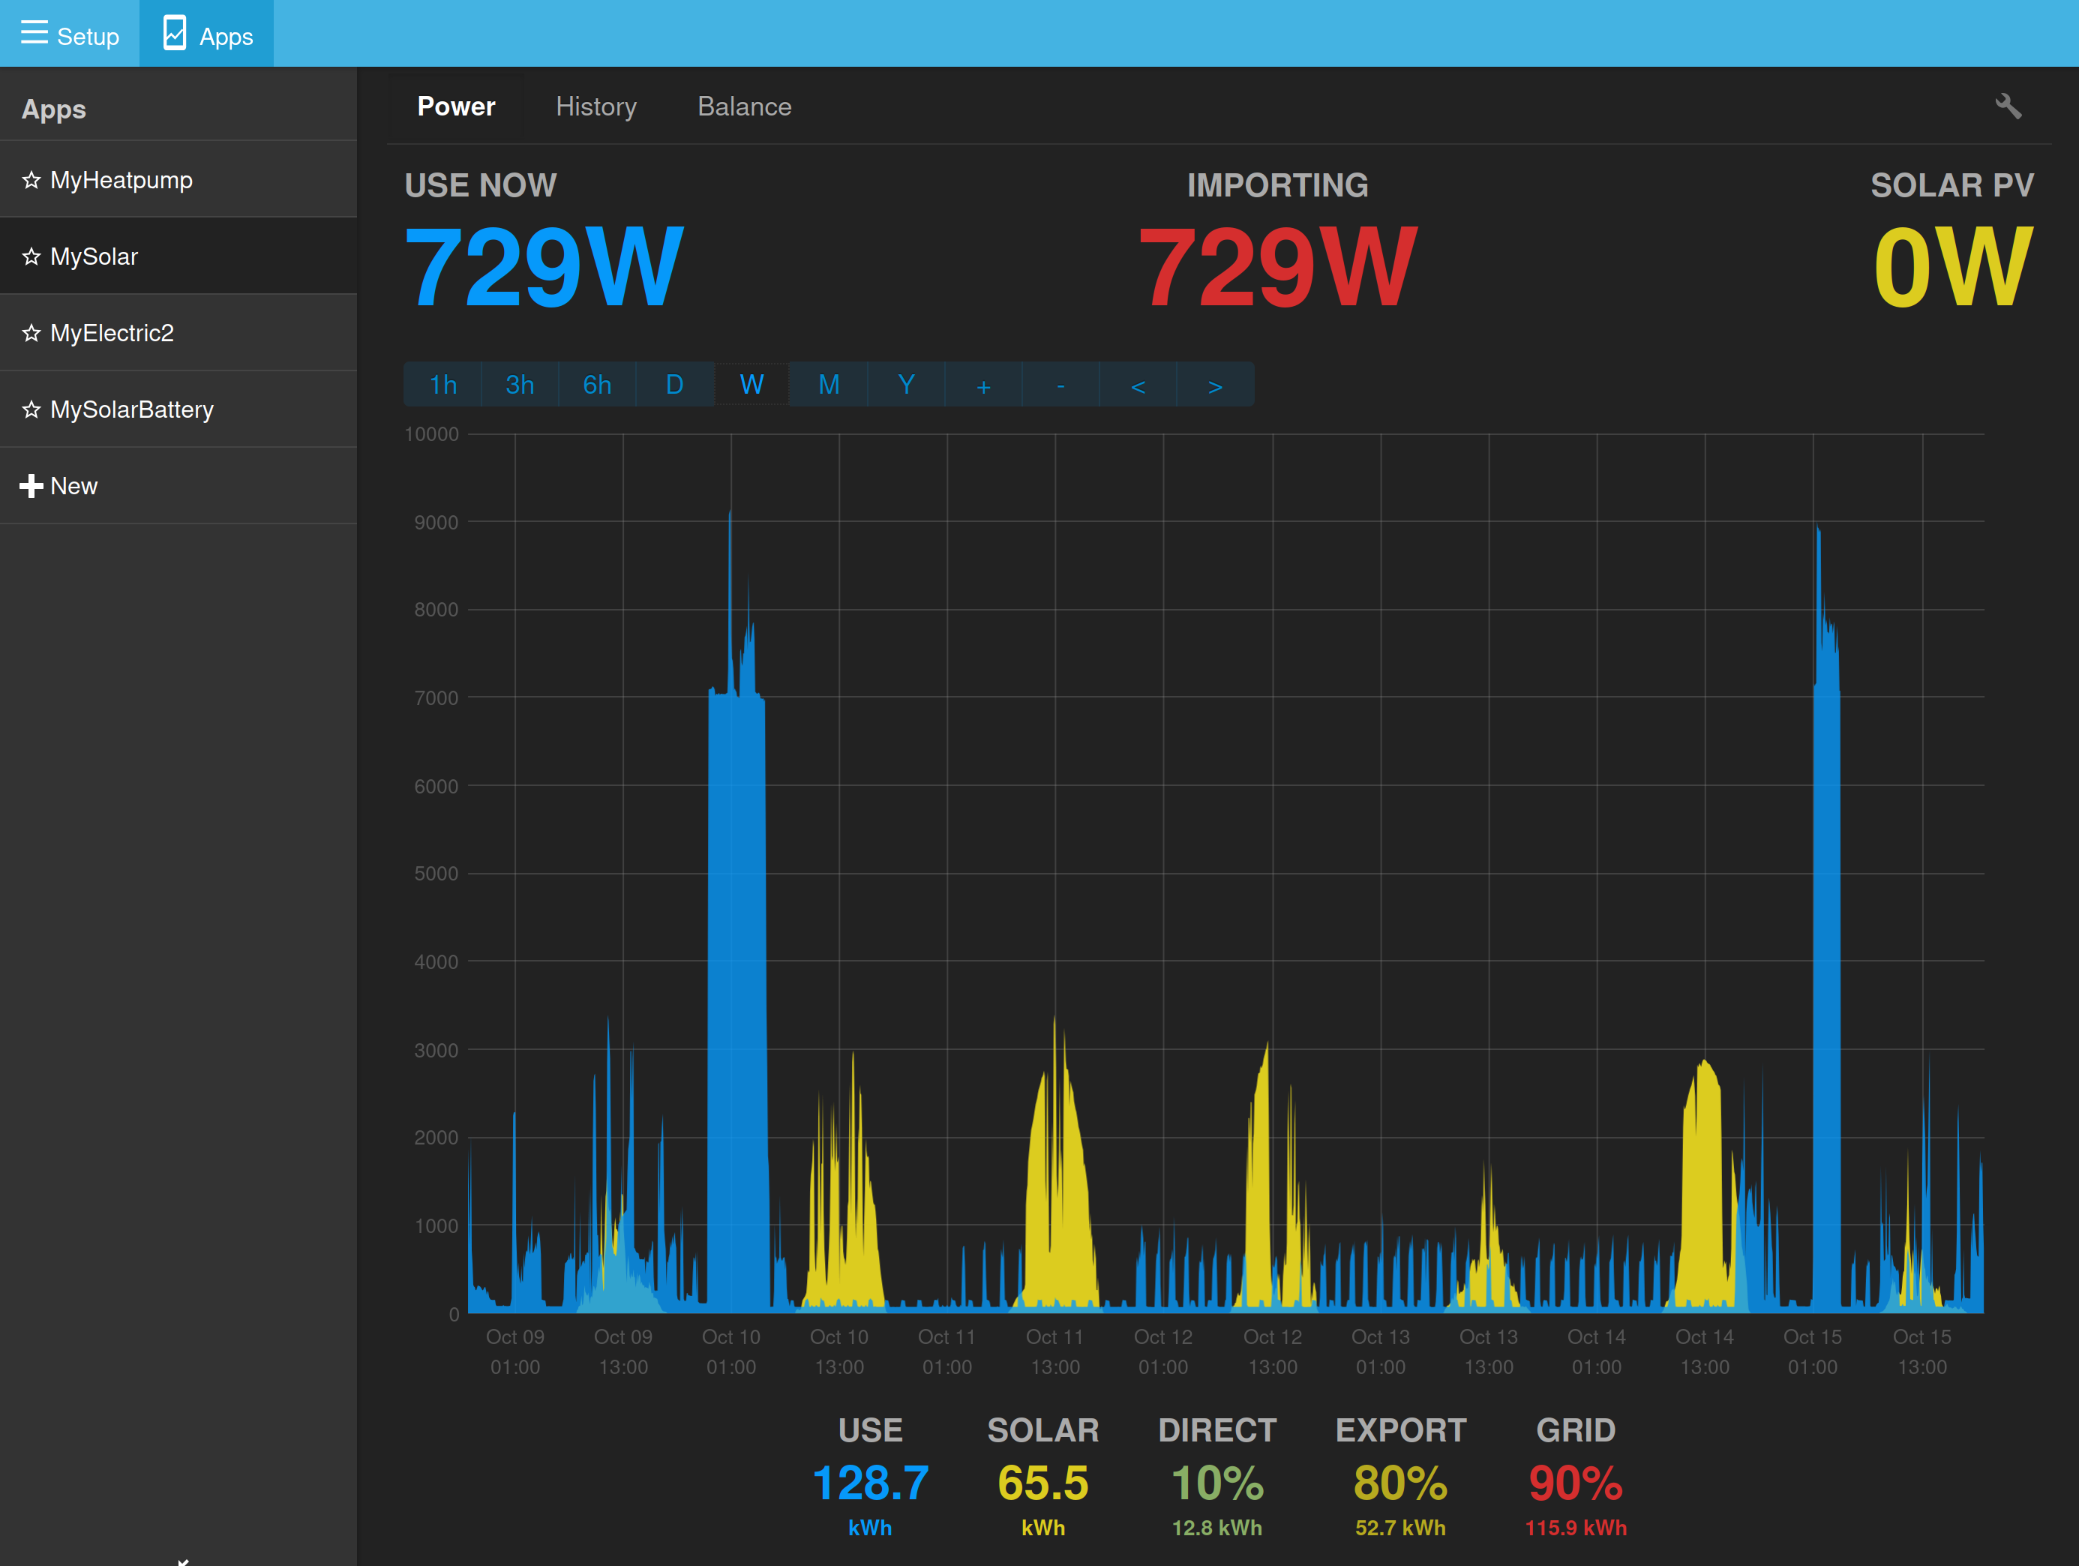 Setup Apps
Apps
MyHeatpump
MySolar
MyElectric2
MySolarBattery
New
Power History Balance
USE NOW IMPORTING SOLAR PV
729W 729W 0W
1h 3h 6h D W M Y + - < >
10000
9000
8000
7000
6000
5000
4000
3000
2000
1000
0
Oct 09 Oct 09 Oct 10 Oct 10 Oct 11 Oct 11 Oct 12 Oct 12 Oct 13 Oct 13 Oct 14 Oct 14 Oct 15 Oct 15
01:00 13:00 01:00 13:00 01:00 13:00 01:00 13:00 01:00 13:00 01:00 13:00 01:00 13:00
USE SOLAR DIRECT EXPORT GRID
128.7 65.5 10% 80% 90%
kWh kWh 12.8 kWh 52.7 kWh 115.9 kWh